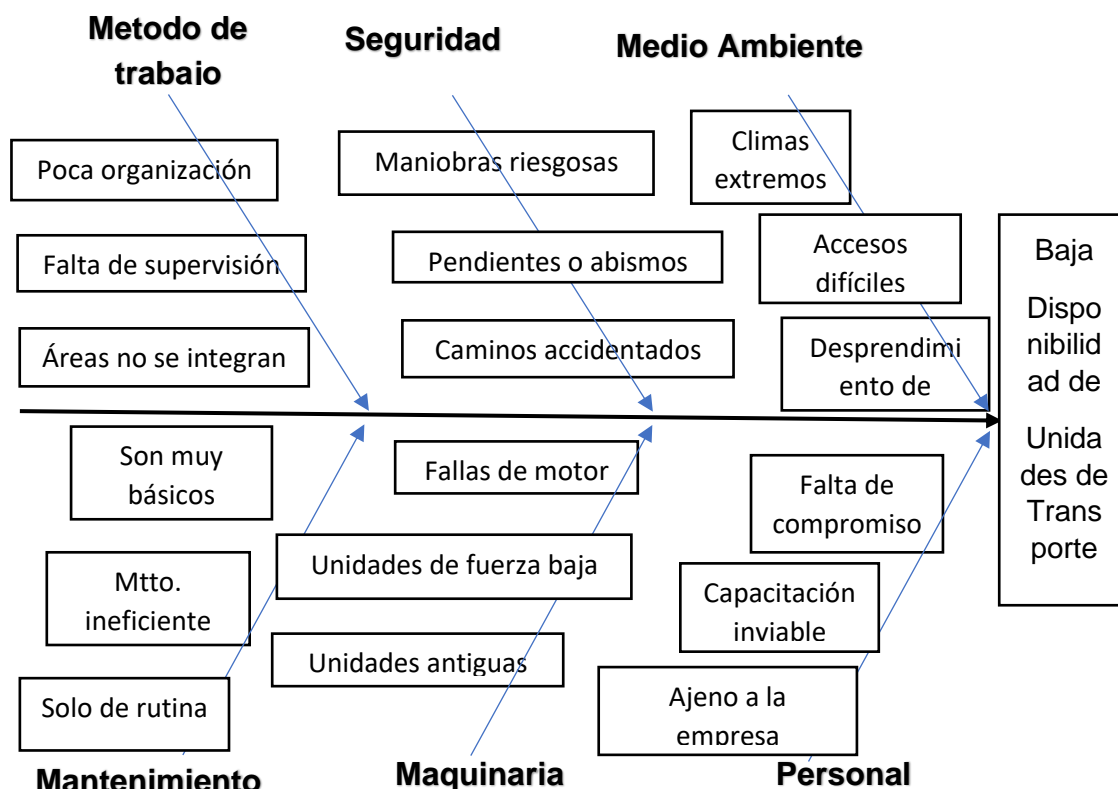 Metodo de
trabajo
Seguridad
Medio Ambiente
Poca organización
Maniobras riesgosas
Climas
extremos
Falta de supervisión
Pendientes o abismos
Accesos
difíciles
Áreas no se integran
Caminos accidentados
Desprendimi
ento de
Baja
Dispo
nibilid
ad de
Unida
des de
Trans
porte
Son muy
básicos
Fallas de motor
Falta de
compromiso
Mtto.
ineficiente
Unidades de fuerza baja
Capacitación
inviable
Solo de rutina
Unidades antiguas
Ajeno a la
empresa
Mantenimiento
Maquinaria
Personal